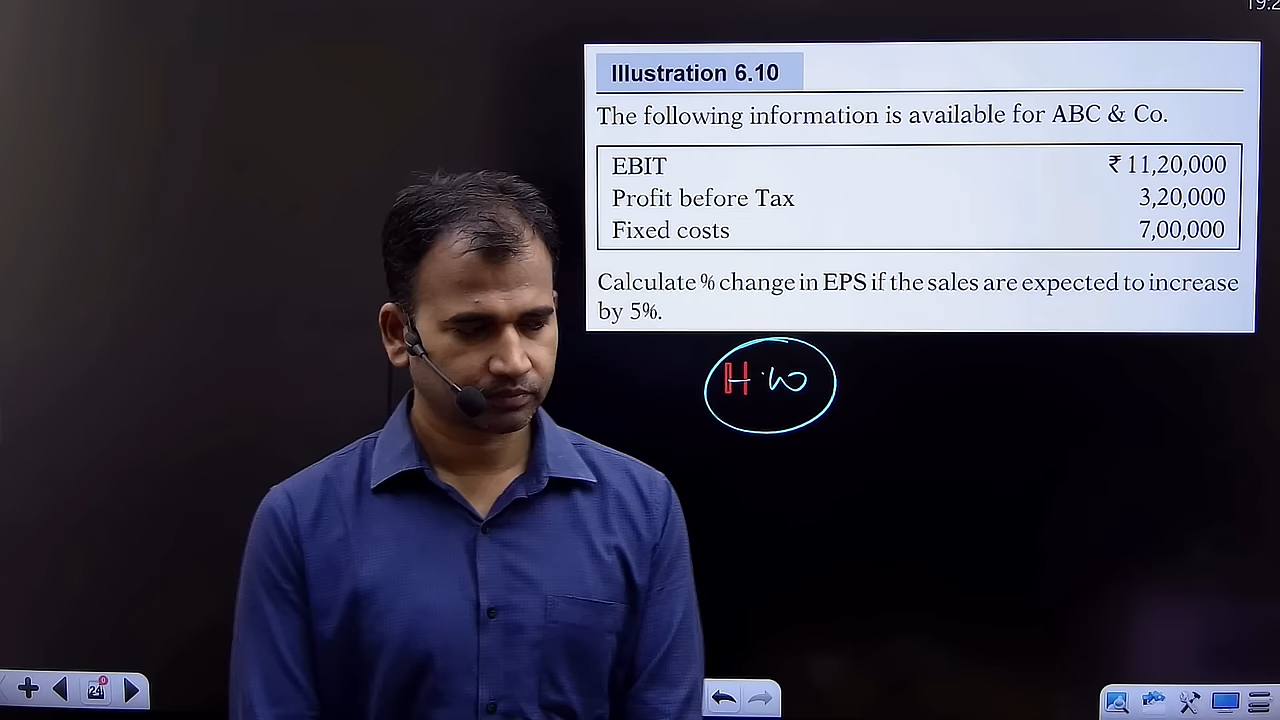 Illustration 6.10
The following information is available for ABC & Co.
EBIT ₹ 11,20,000
Profit before Tax 3,20,000
Fixed costs 7,00,000
Calculate % change in EPS if the sales are expected to increase
by 5%.
H.W
24
0